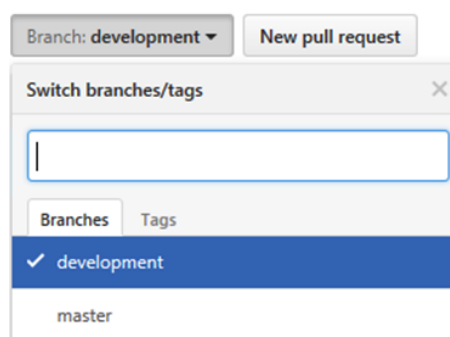 Branch: development New pull request
Switch branches/tags
Branches Tags
development
master